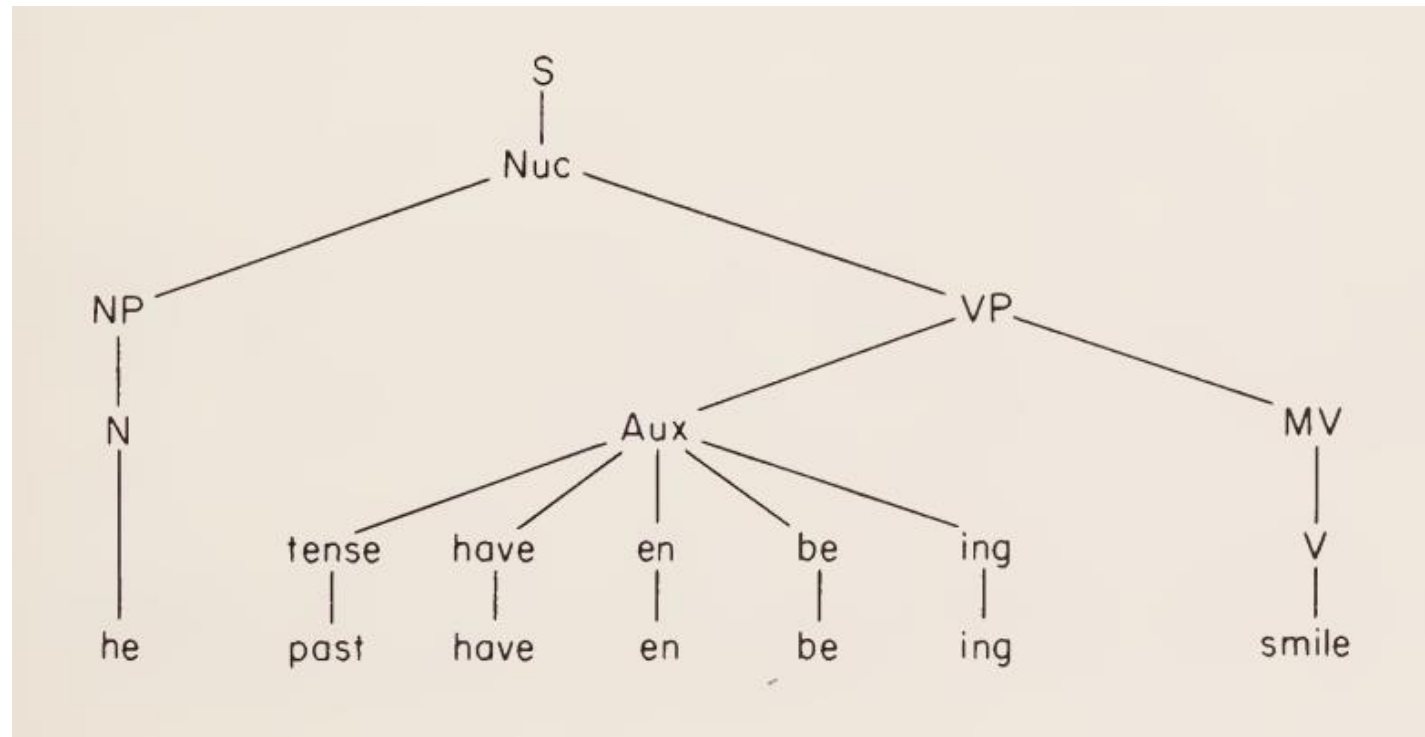 S
Nuc
NP VP
N Aux MV
tense have en be ing V
he past have en be ing smile